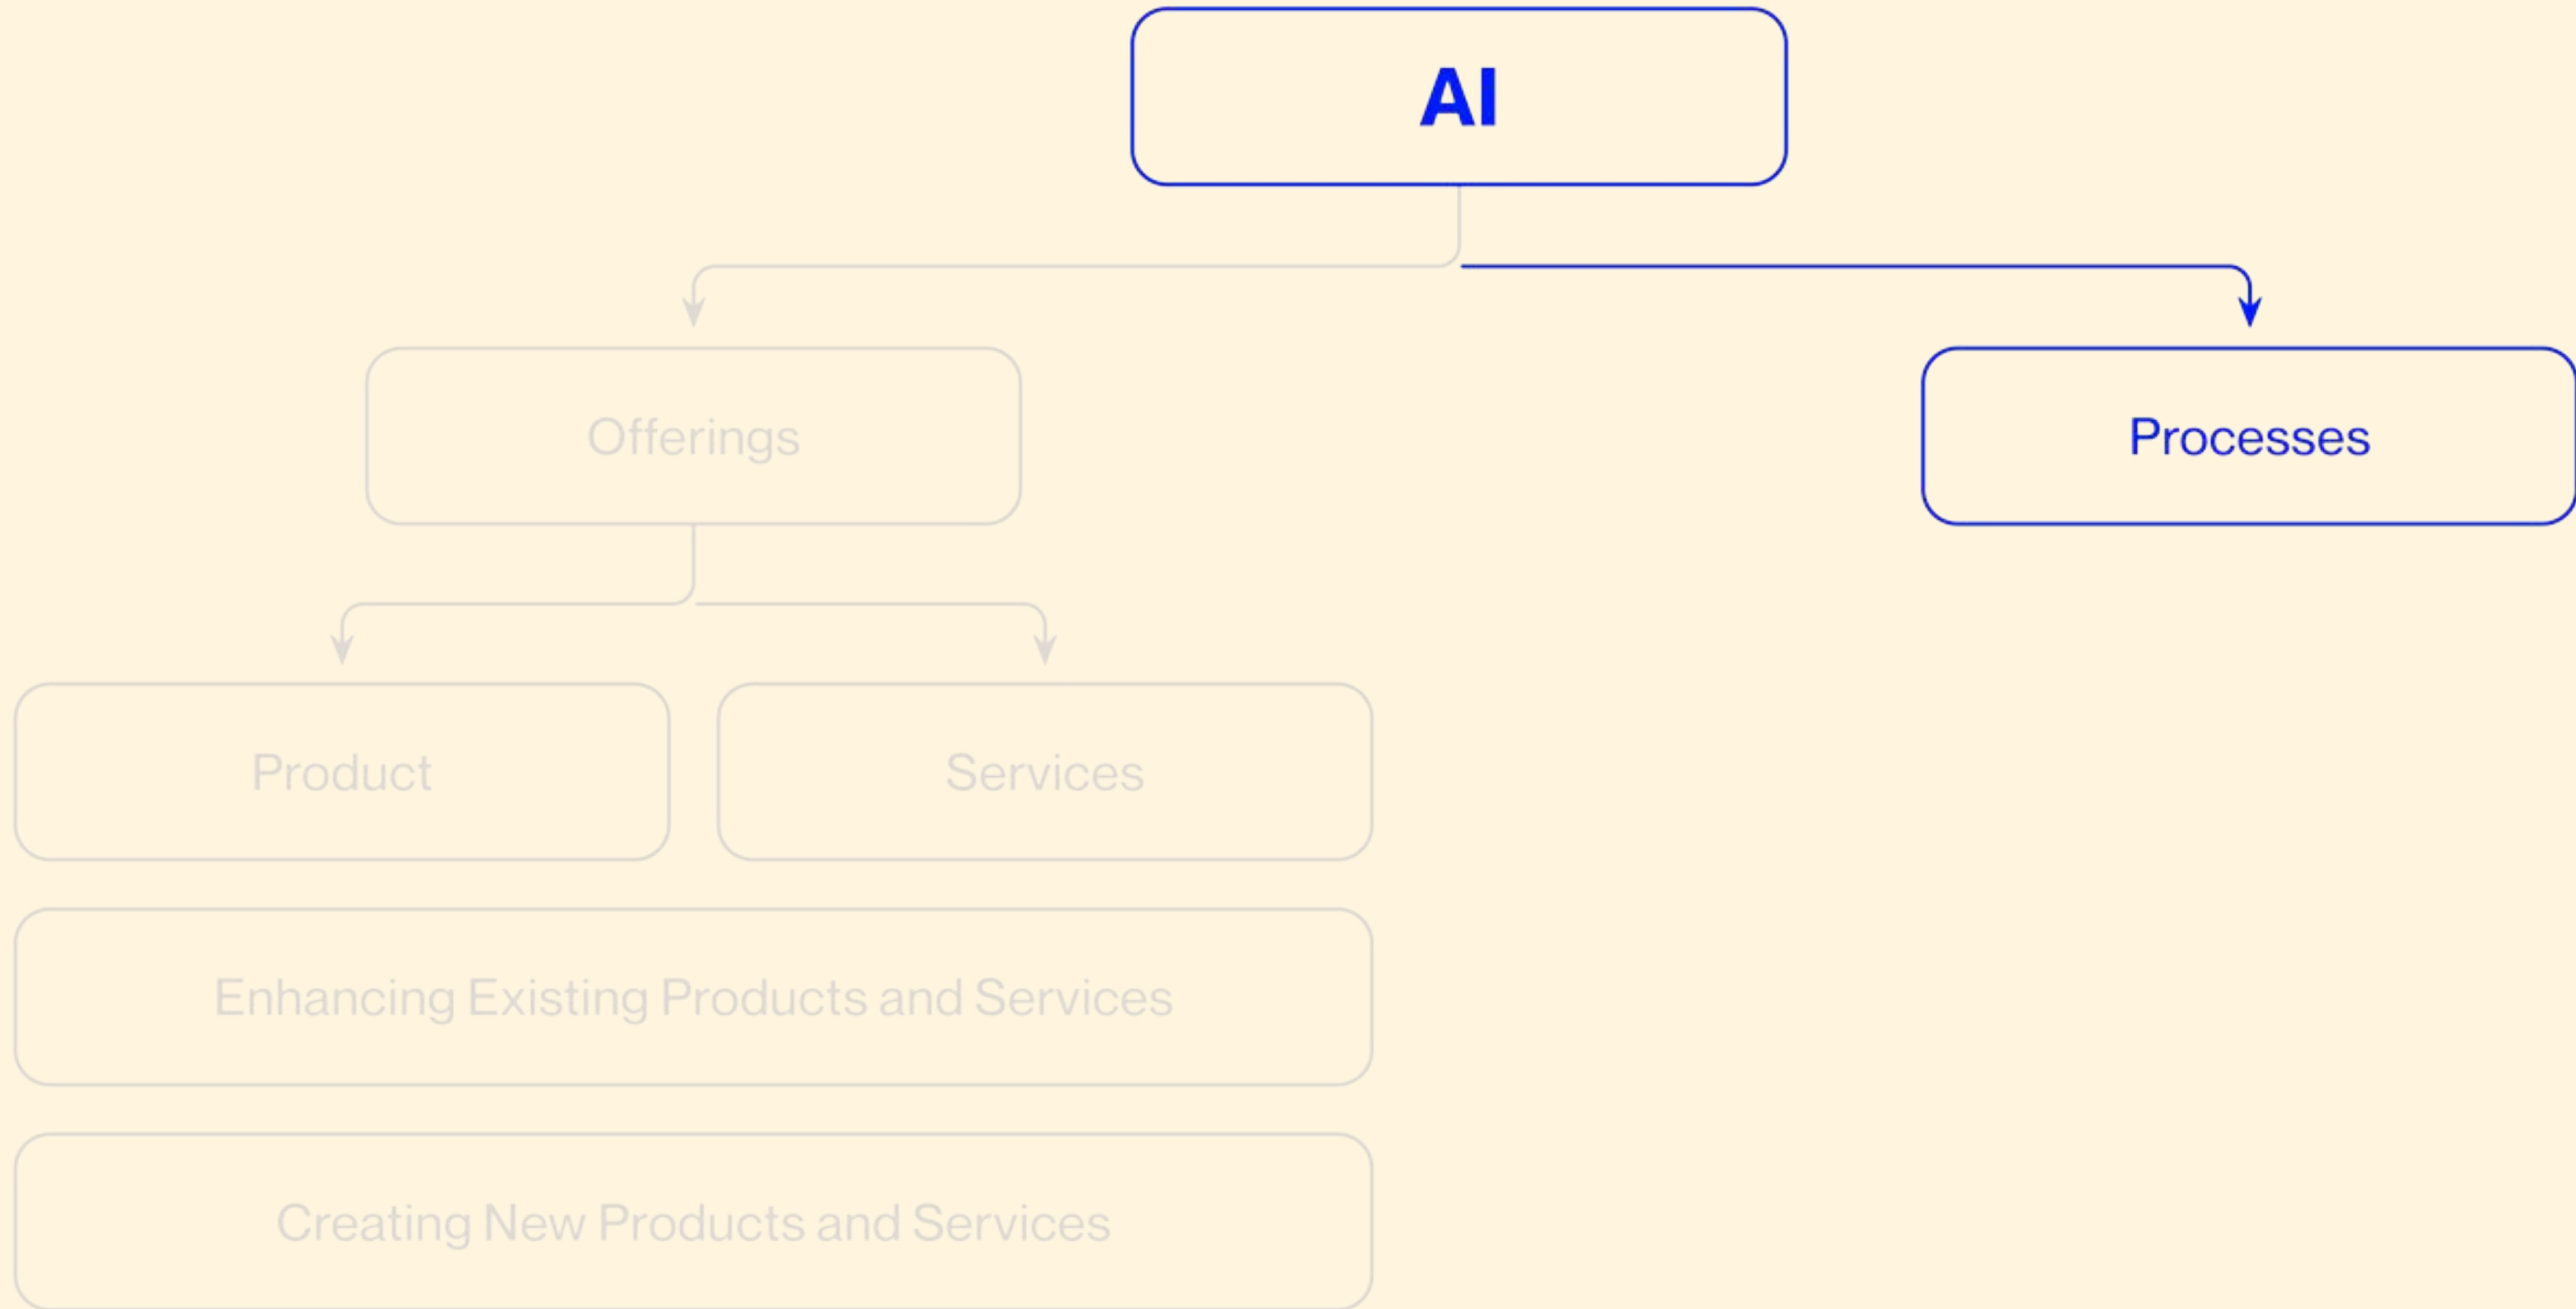 AI
Offerings
Processes
Product
Services
Enhancing Existing Products and Services
Creating New Products and Services